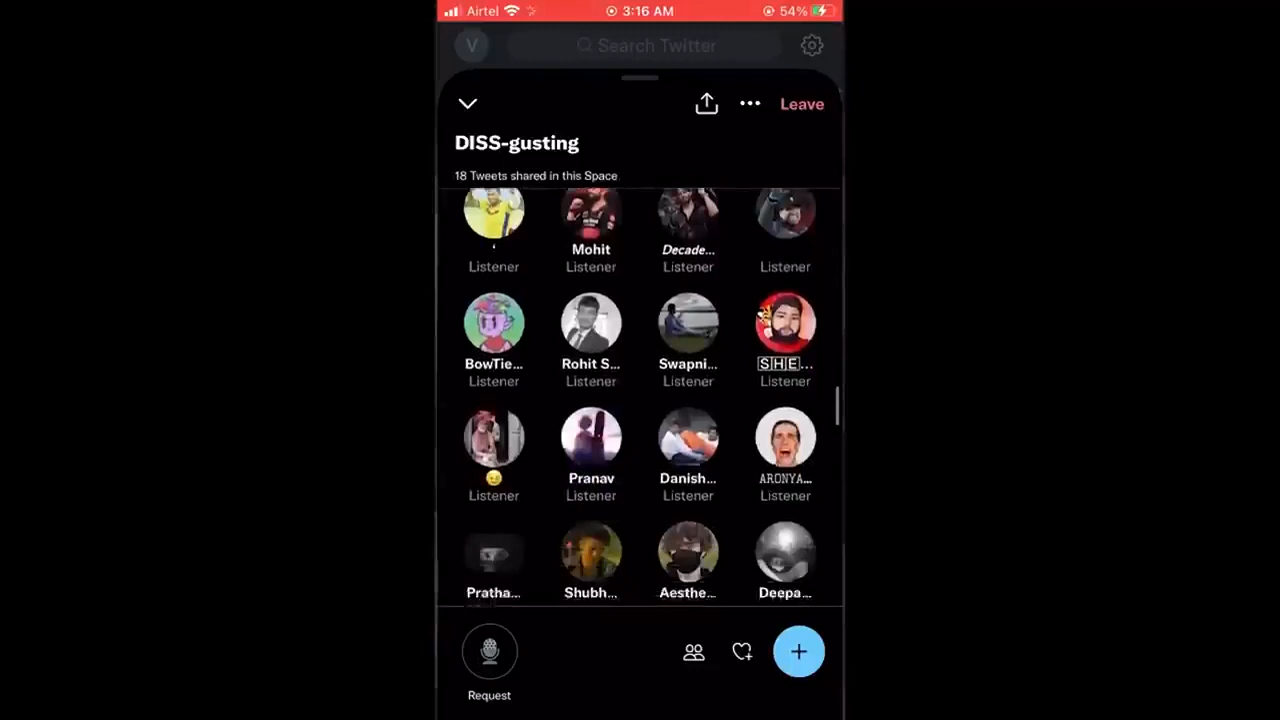 Airtel 3:16 AM 54%
V Search Twitter
Leave
DISS-gusting
18 Tweets shared in this Space
' Mohit Decade...
Listener Listener Listener Listener
BowTie... Rohit S... Swapni... 🅂🄷🄴...
Listener Listener Listener Listener
😉 Pranav Danish... 𝙰𝚁𝙾𝙽𝚈𝙰...
Listener Listener Listener Listener
Pratha... Shubh... Aesthe... Deepa...
Request